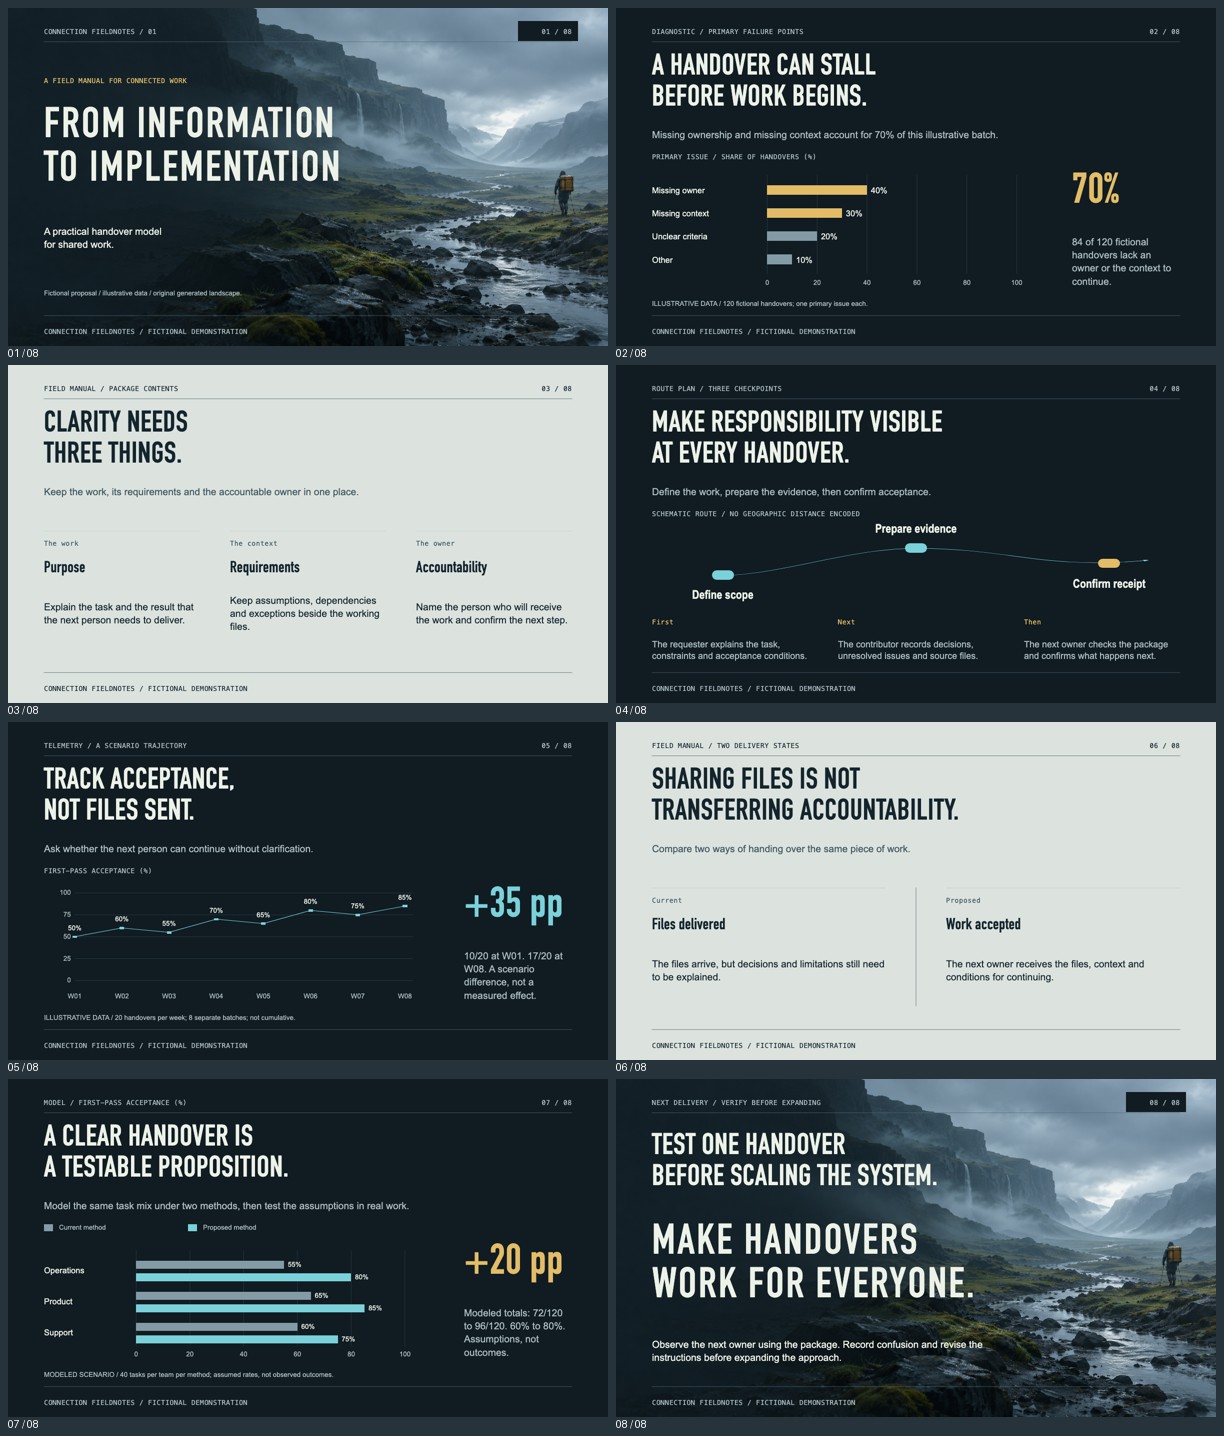 CONNECTION FIELDNOTES / 01
01 / 08
A FIELD MANUAL FOR CONNECTED WORK
FROM INFORMATION
TO IMPLEMENTATION
A practical handover model
for shared work.
Fictional proposal / illustrative data / original generated landscape.
CONNECTION FIELDNOTES / FICTIONAL DEMONSTRATION
01/08
DIAGNOSTIC / PRIMARY FAILURE POINTS
02 / 08
A HANDOVER CAN STALL
BEFORE WORK BEGINS.
Missing ownership and missing context account for 70% of this illustrative batch.
PRIMARY ISSUE / SHARE OF HANDOVERS (%)
Missing owner
40%
Missing context
30%
Unclear criteria
20%
Other
10%
0 20 40 60 80 100
70%
84 of 120 fictional
handovers lack an
owner or the context to
continue.
ILLUSTRATIVE DATA / 120 fictional handovers; one primary issue each.
CONNECTION FIELDNOTES / FICTIONAL DEMONSTRATION
02/08
FIELD MANUAL / PACKAGE CONTENTS
03 / 08
CLARITY NEEDS
THREE THINGS.
Keep the work, its requirements and the accountable owner in one place.
The work
Purpose
Explain the task and the result that
the next person needs to deliver.
The context
Requirements
Keep assumptions, dependencies
and exceptions beside the working
files.
The owner
Accountability
Name the person who will receive
the work and confirm the next step.
CONNECTION FIELDNOTES / FICTIONAL DEMONSTRATION
03/08
ROUTE PLAN / THREE CHECKPOINTS
04 / 08
MAKE RESPONSIBILITY VISIBLE
AT EVERY HANDOVER.
Define the work, prepare the evidence, then confirm acceptance.
SCHEMATIC ROUTE / NO GEOGRAPHIC DISTANCE ENCODED
Prepare evidence
Define scope
Confirm receipt
First
The requester explains the task,
constraints and acceptance conditions.
Next
The contributor records decisions,
unresolved issues and source files.
Then
The next owner checks the package
and confirms what happens next.
CONNECTION FIELDNOTES / FICTIONAL DEMONSTRATION
04/08
TELEMETRY / A SCENARIO TRAJECTORY
05 / 08
TRACK ACCEPTANCE,
NOT FILES SENT.
Ask whether the next person can continue without clarification.
FIRST-PASS ACCEPTANCE (%)
100
75
50
25
0
50% 60% 55% 70% 65% 80% 75% 85%
W01 W02 W03 W04 W05 W06 W07 W08
+35 pp
10/20 at W01. 17/20 at
W08. A scenario
difference, not a
measured effect.
ILLUSTRATIVE DATA / 20 handovers per week; 8 separate batches; not cumulative.
CONNECTION FIELDNOTES / FICTIONAL DEMONSTRATION
05/08
FIELD MANUAL / TWO DELIVERY STATES
06 / 08
SHARING FILES IS NOT
TRANSFERRING ACCOUNTABILITY.
Compare two ways of handing over the same piece of work.
Current
Files delivered
The files arrive, but decisions and limitations still need
to be explained.
Proposed
Work accepted
The next owner receives the files, context and
conditions for continuing.
CONNECTION FIELDNOTES / FICTIONAL DEMONSTRATION
06/08
MODEL / FIRST-PASS ACCEPTANCE (%)
07 / 08
A CLEAR HANDOVER IS
A TESTABLE PROPOSITION.
Model the same task mix under two methods, then test the assumptions in real work.
Current method
Proposed method
Operations
55%
80%
Product
65%
85%
Support
60%
75%
0 20 40 60 80 100
+20 pp
Modeled totals: 72/120
to 96/120. 60% to 80%.
Assumptions, not
outcomes.
MODELED SCENARIO / 40 tasks per team per method; assumed rates, not observed outcomes.
CONNECTION FIELDNOTES / FICTIONAL DEMONSTRATION
07/08
NEXT DELIVERY / VERIFY BEFORE EXPANDING
08 / 08
TEST ONE HANDOVER
BEFORE SCALING THE SYSTEM.
MAKE HANDOVERS
WORK FOR EVERYONE.
Observe the next owner using the package. Record confusion and revise the
instructions before expanding the approach.
CONNECTION FIELDNOTES / FICTIONAL DEMONSTRATION
08/08